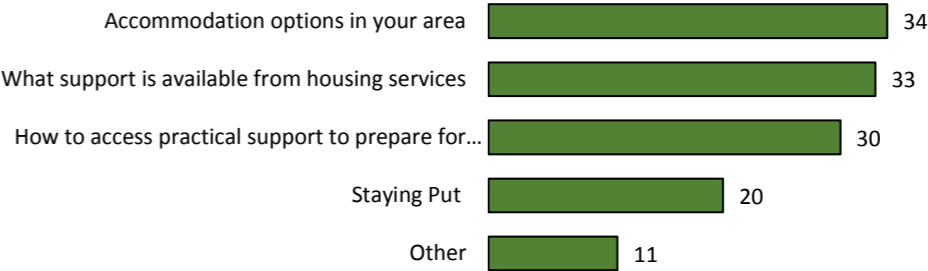 Accommodation options in your area 34
What support is available from housing services 33
How to access practical support to prepare for… 30
Staying Put 20
Other 11